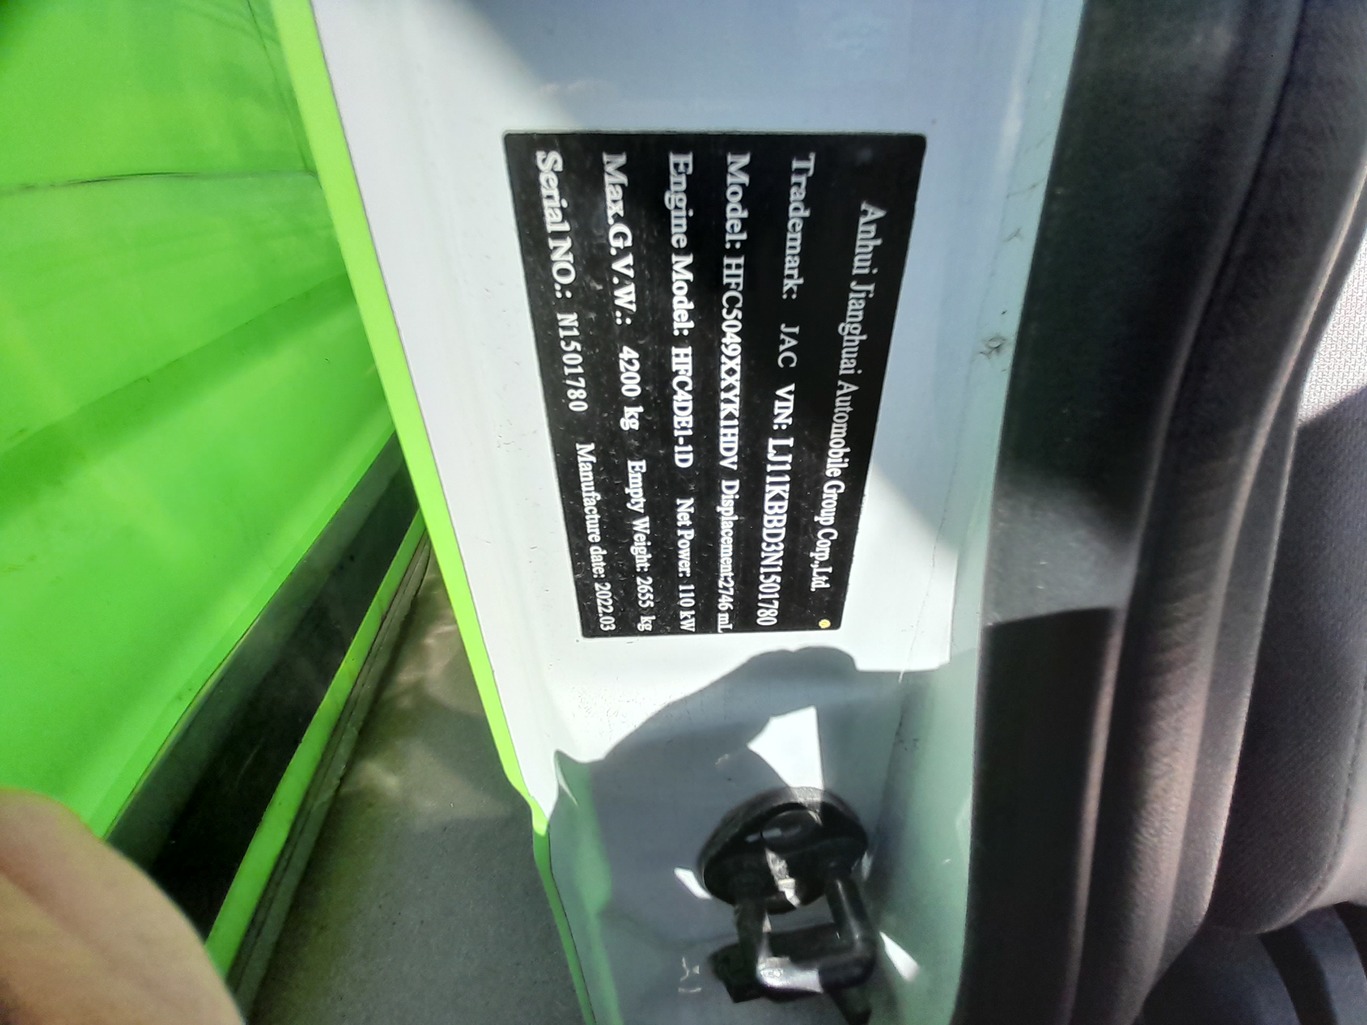 Anhui Jianghuai Automobile Group Corp.,Ltd.
Trademark: JAC VIN: LJ11KBBD3N1501780
Model: HFC5049XXYK1HDV Displacement:2746 mL
Engine Model: HFC4DE1-1D Net Power: 110 kW
Max.G.V.W.: 4200 kg Empty Weight: 2655 kg
Serial NO.: N1501780 Manufacture date: 2022.03